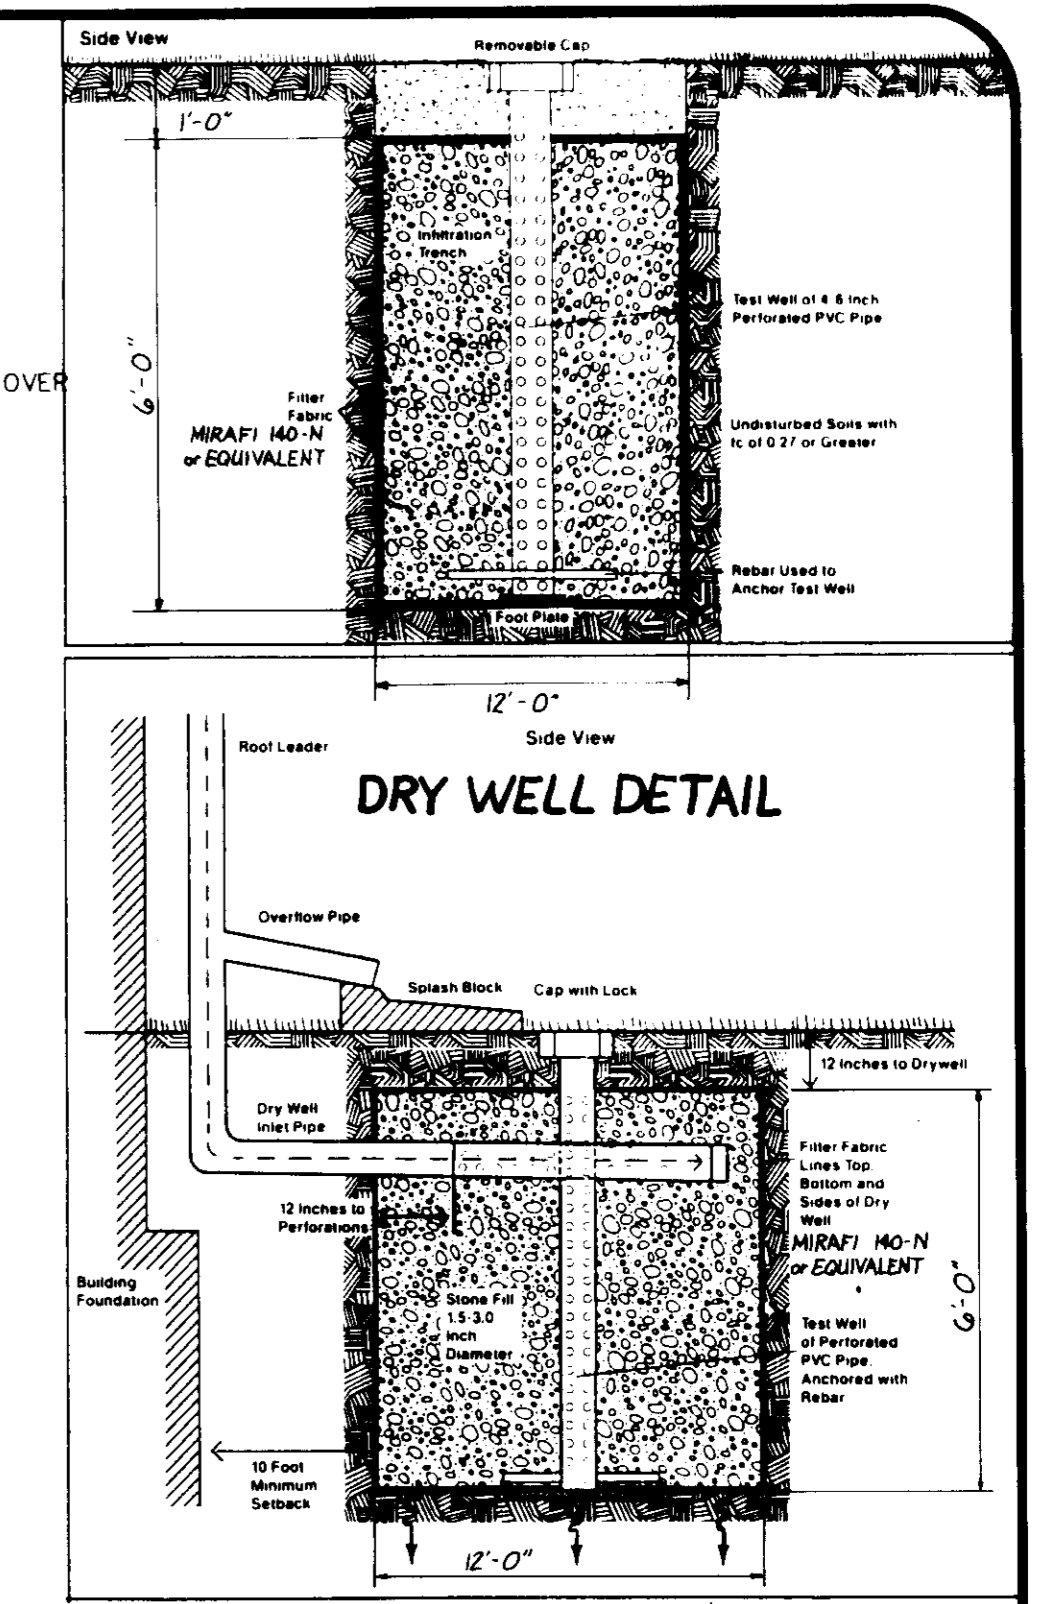 Side View
Removable Cap
1'-0"
Infiltration
Trench
Test Well of 4-6 Inch
Perforated PVC Pipe
OVER
6'-0"
Filter
Fabric
MIRAFI 140-N
or EQUIVALENT
Undisturbed Soils with
fc of 0.27 or Greater
Rebar Used to
Anchor Test Well
Foot Plate
12'-0"
Side View
Roof Leader
DRY WELL DETAIL
Overflow Pipe
Splash Block
Cap with Lock
12 Inches to Drywell
Dry Well
Inlet Pipe
Filter Fabric
Lines Top,
Bottom and
Sides of Dry
Well
MIRAFI 140-N
or EQUIVALENT
12 Inches to
Perforations
6'-0"
Building
Foundation
Stone Fill
1.5-3.0
Inch
Diameter
Test Well
of Perforated
PVC Pipe.
Anchored with
Rebar
10 Foot
Minimum
Setback
12'-0"